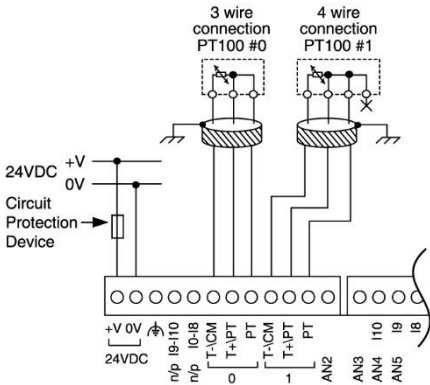 3 wire
connection
PT100 #0
4 wire
connection
PT100 #1
24VDC
+V
0V
Circuit
Protection
Device
+V 0V
24VDC
n/p I9-I10
n/p I0-I8
T-\CM
T+\PT
PT
0
T-\CM
T+\PT
PT
1
AN2
AN3
AN4 I10
AN5 I9
I8